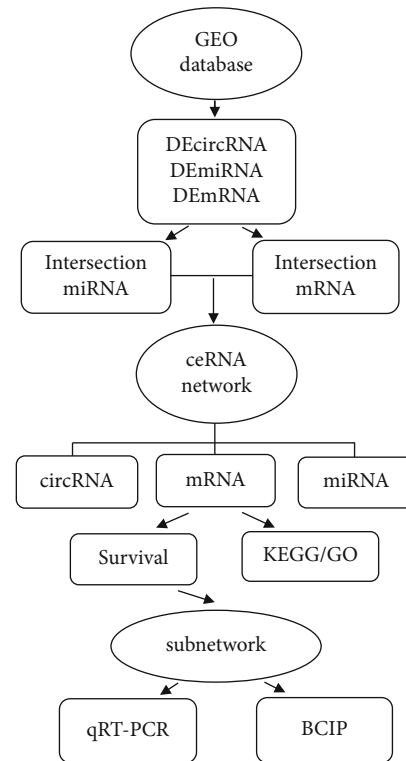 GEO
database
DEcircRNA
DEmiRNA
DEmRNA
Intersection
miRNA
Intersection
mRNA
ceRNA
network
circRNA
mRNA
miRNA
Survival
KEGG/GO
subnetwork
qRT-PCR
BCIP